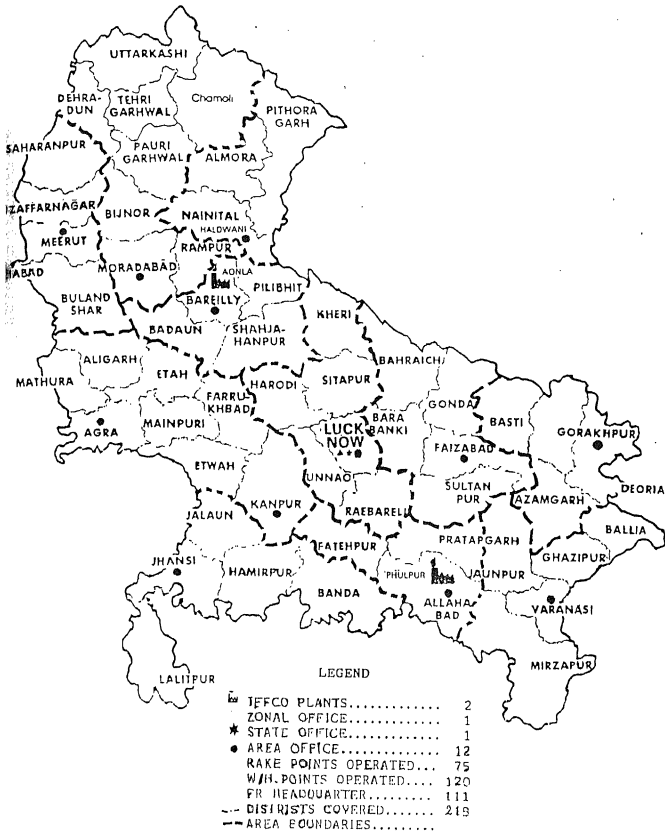 UTTARKASHI
DEHRA-
DUN
TEHRI
GARHWAL
Chamoli
PITHORA
GARH
SAHARANPUR
PAURI
GARHWAL
ALMORA
ZAFFARNAGAR
BIJNOR
NAINITAL
HALDWANI
MEERUT
RAMPUR
ABAD
MORADABAD
AONLA
BAREILLY
PILIBHIT
BULAND
SHAR
BADAUN
SHAHJA-
HANPUR
KHERI
ALIGARH
MATHURA
ETAH
FARRU
KHBAD
HARODI
SITAPUR
BAHRAICH
GONDA
BASTI
GORAKHPUR
AGRA
MAINPURI
LUCK
NOW
BARA
BANKI
FAIZABAD
ETWAH
UNNAO
SULTAN
PUR
DEORIA
AZAMGARH
JALAUN
KANPUR
RAEBARELI
BALLIA
PRATAPGARH
FATEHPUR
GHAZIPUR
JHANSI
HAMIRPUR
PHULPUR
JAUNPUR
BANDA
ALLAHA
BAD
VARANASI
MIRZAPUR
LALITPUR
LEGEND
IFFCO PLANTS............ 2
ZONAL OFFICE............ 1
STATE OFFICE............ 1
AREA OFFICE............. 12
RAKE POINTS OPERATED... 75
W/H. POINTS OPERATED.... 120
FR HEADQUARTER......... 111
DISTRISTS COVERED....... 219
AREA BOUNDARIES.........